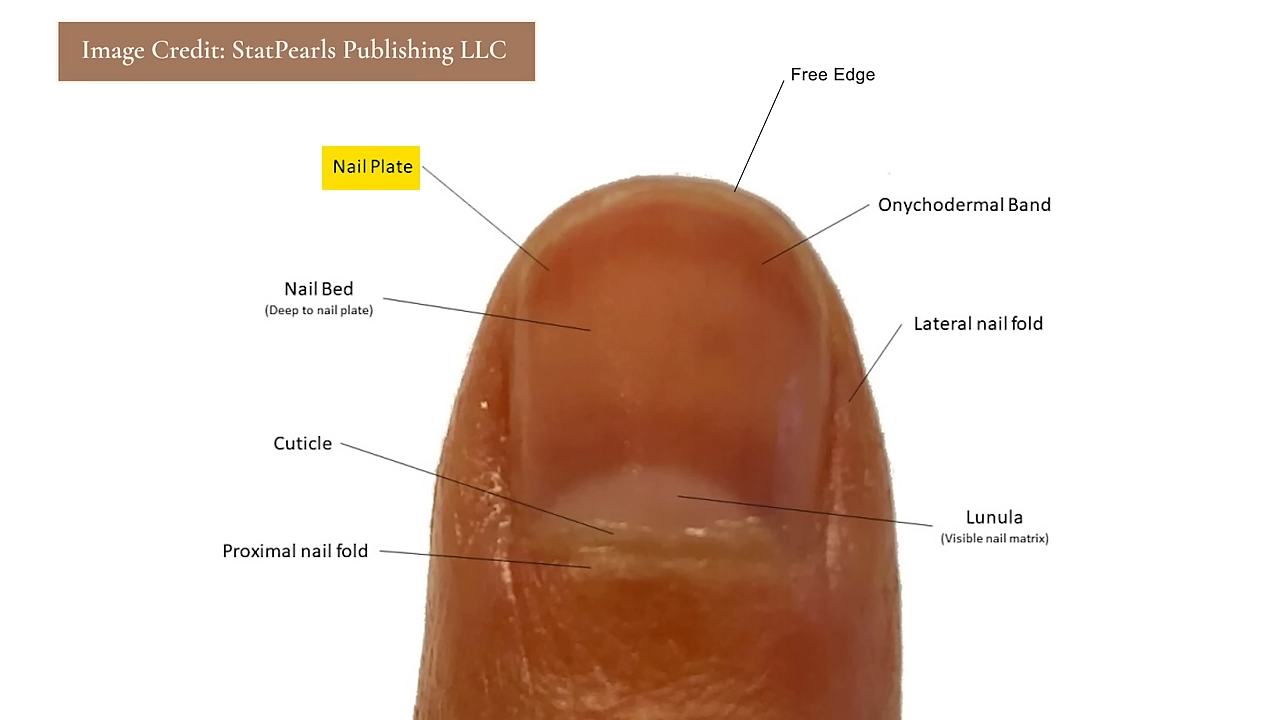 Image Credit: StatPearls Publishing LLC
Free Edge
Nail Plate
Onychodermal Band
Nail Bed
(Deep to nail plate)
Lateral nail fold
Cuticle
Lunula
(Visible nail matrix)
Proximal nail fold